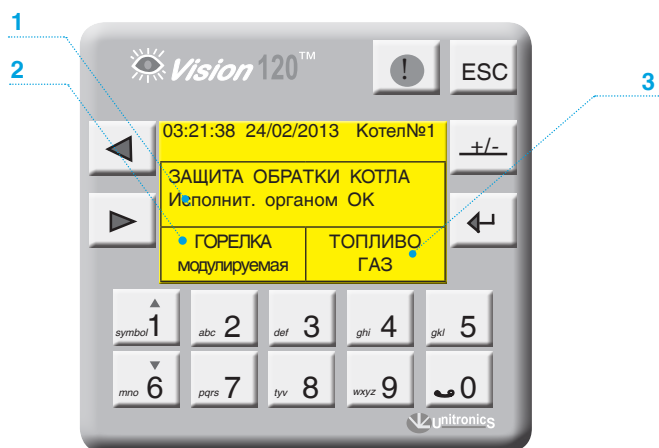 1
2
3
Vision 120™
!
ESC
+/-
03:21:38 24/02/2013 Котел№1
ЗАЩИТА ОБРАТКИ КОТЛА
Исполнит. органом ОК
ГОРЕЛКА
модулируемая
ТОПЛИВО
ГАЗ
symbol 1
abc 2
def 3
ghi 4
gkl 5
mno 6
pqrs 7
tyv 8
wxyz 9
0
Unitronics